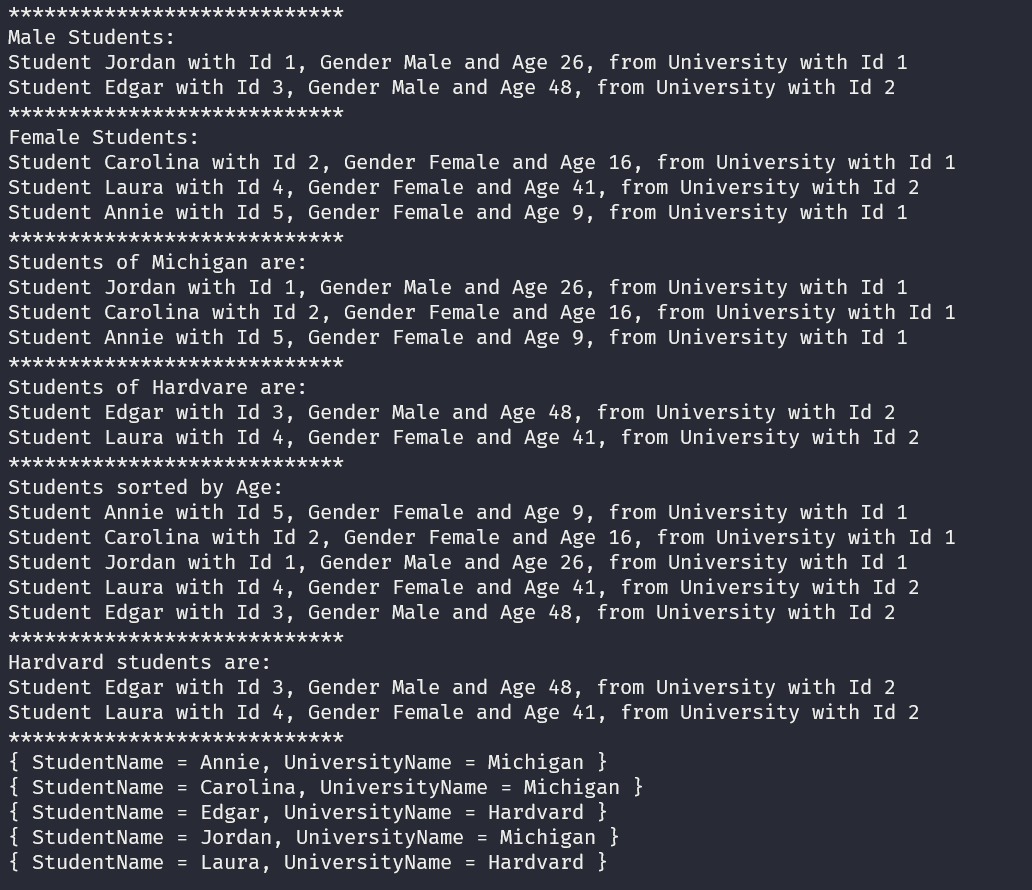 ****************************
Male Students:
Student Jordan with Id 1, Gender Male and Age 26, from University with Id 1
Student Edgar with Id 3, Gender Male and Age 48, from University with Id 2
****************************
Female Students:
Student Carolina with Id 2, Gender Female and Age 16, from University with Id 1
Student Laura with Id 4, Gender Female and Age 41, from University with Id 2
Student Annie with Id 5, Gender Female and Age 9, from University with Id 1
****************************
Students of Michigan are:
Student Jordan with Id 1, Gender Male and Age 26, from University with Id 1
Student Carolina with Id 2, Gender Female and Age 16, from University with Id 1
Student Annie with Id 5, Gender Female and Age 9, from University with Id 1
****************************
Students of Hardvare are:
Student Edgar with Id 3, Gender Male and Age 48, from University with Id 2
Student Laura with Id 4, Gender Female and Age 41, from University with Id 2
****************************
Students sorted by Age:
Student Annie with Id 5, Gender Female and Age 9, from University with Id 1
Student Carolina with Id 2, Gender Female and Age 16, from University with Id 1
Student Jordan with Id 1, Gender Male and Age 26, from University with Id 1
Student Laura with Id 4, Gender Female and Age 41, from University with Id 2
Student Edgar with Id 3, Gender Male and Age 48, from University with Id 2
****************************
Hardvard students are:
Student Edgar with Id 3, Gender Male and Age 48, from University with Id 2
Student Laura with Id 4, Gender Female and Age 41, from University with Id 2
****************************
{ StudentName = Annie, UniversityName = Michigan }
{ StudentName = Carolina, UniversityName = Michigan }
{ StudentName = Edgar, UniversityName = Hardvard }
{ StudentName = Jordan, UniversityName = Michigan }
{ StudentName = Laura, UniversityName = Hardvard }